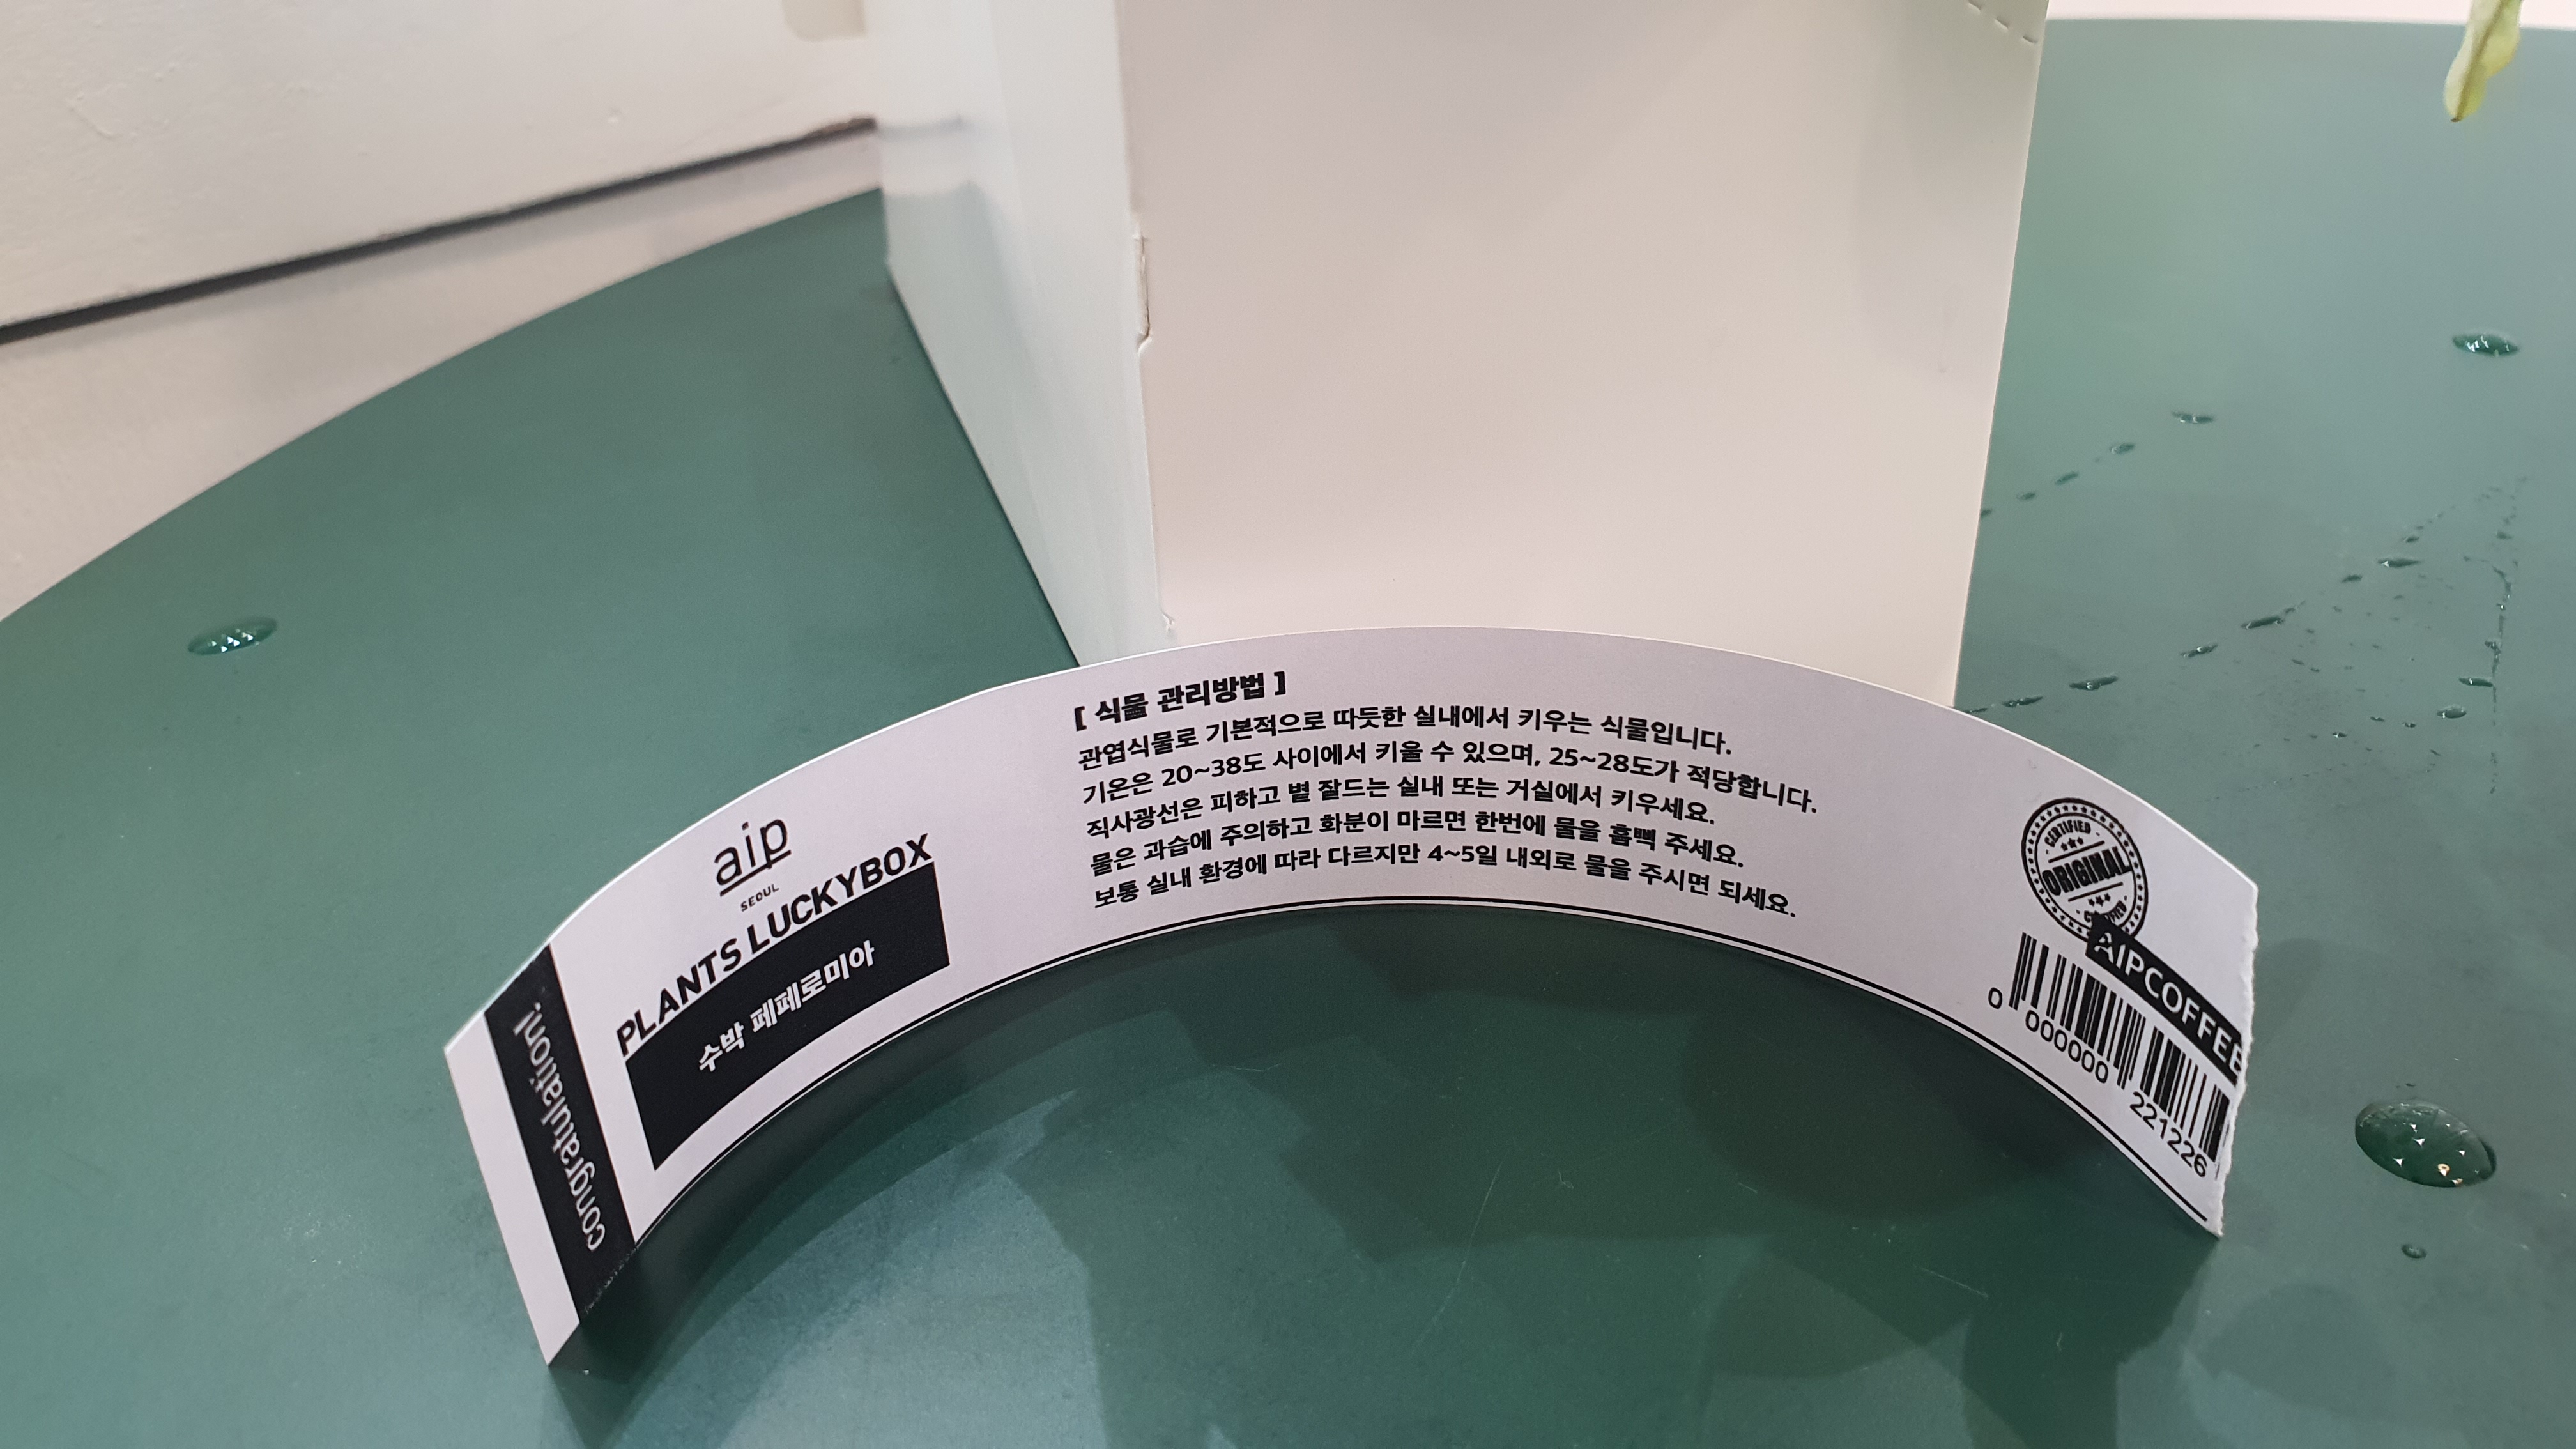 congratulation!
aip
SEOUL
PLANTS LUCKYBOX
수박 페페로미아
[ 식물 관리방법 ]
관엽식물로 기본적으로 따듯한 실내에서 키우는 식물입니다.
기온은 20~38도 사이에서 키울 수 있으며, 25~28도가 적당합니다.
직사광선은 피하고 볕 잘드는 실내 또는 거실에서 키우세요.
물은 과습에 주의하고 화분이 마르면 한번에 물을 흠뻑 주세요.
보통 실내 환경에 따라 다르지만 4~5일 내외로 물을 주시면 되세요.
CERTIFIED
ORIGINAL
AIPCOFFEE
0 000000 221226